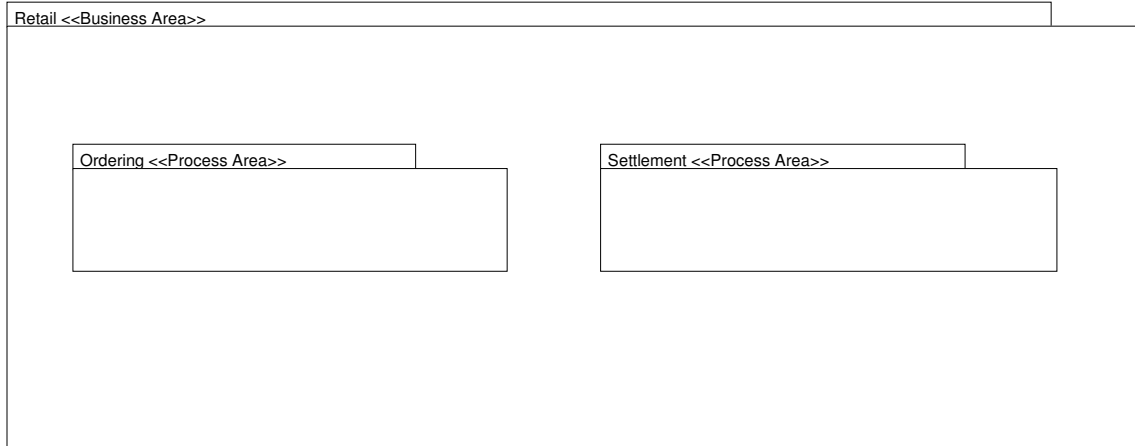 Retail <<Business Area>>
Ordering <<Process Area>>
Settlement <<Process Area>>